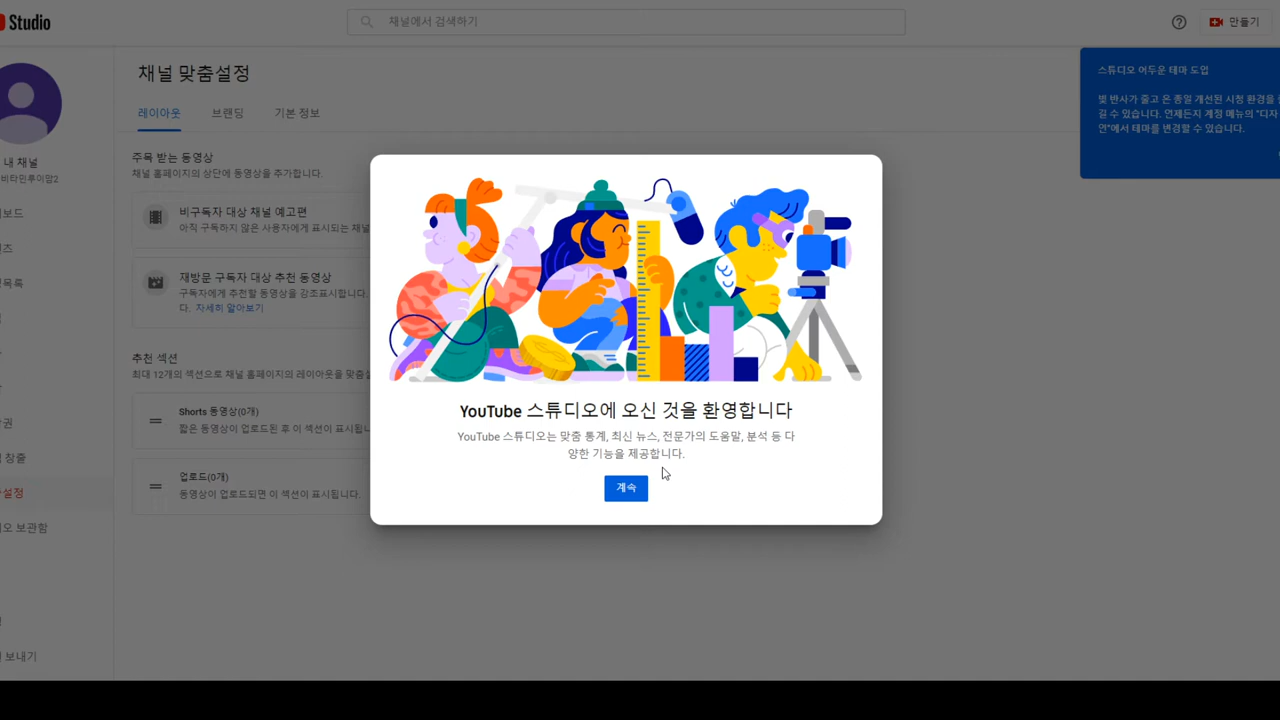 Studio
채널에서 검색하기
만들기
채널 맞춤설정
레이아웃
브랜딩
기본 정보
스튜디오 어두운 테마 도입
빛 반사가 줄고 온 종일 개선된 시청 환경을 즐
길 수 있습니다. 언제든지 계정 메뉴의 "디자
인"에서 테마를 변경할 수 있습니다.
내 채널
비타민루이맘2
주목 받는 동영상
채널 홈페이지의 상단에 동영상을 추가합니다.
비구독자 대상 채널 예고편
아직 구독하지 않은 사용자에게 표시되는 채널
재방문 구독자 대상 추천 동영상
구독자에게 추천할 동영상을 강조표시합니다.
다. 자세히 알아보기
추천 섹션
최대 12개의 섹션으로 채널 홈페이지의 레이아웃을 맞춤설
Shorts 동영상(0개)
짧은 동영상이 업로드된 후 이 섹션이 표시됩니
업로드(0개)
동영상이 업로드되면 이 섹션이 표시됩니다.
보드
츠
목록
권
창출
설정
오 보관함
보내기
YouTube 스튜디오에 오신 것을 환영합니다
YouTube 스튜디오는 맞춤 통계, 최신 뉴스, 전문가의 도움말, 분석 등 다
양한 기능을 제공합니다.
계속